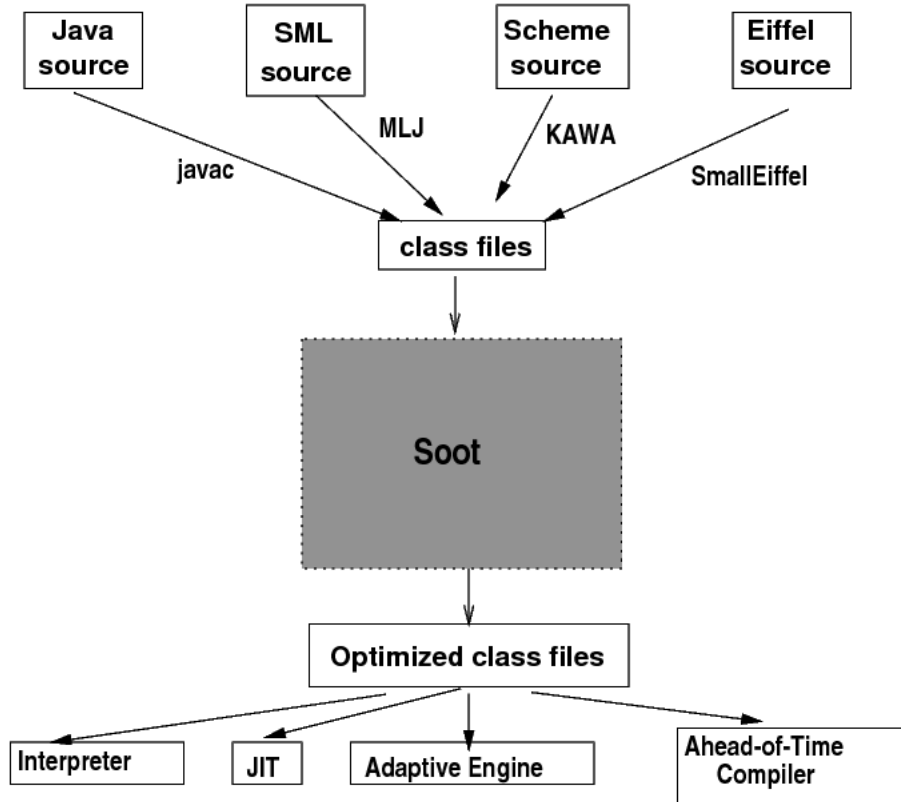 Java
source
SML
source
Scheme
source
Eiffel
source
javac
MLJ
KAWA
SmallEiffel
class files
Soot
Optimized class files
Interpreter
JIT
Adaptive Engine
Ahead-of-Time
Compiler